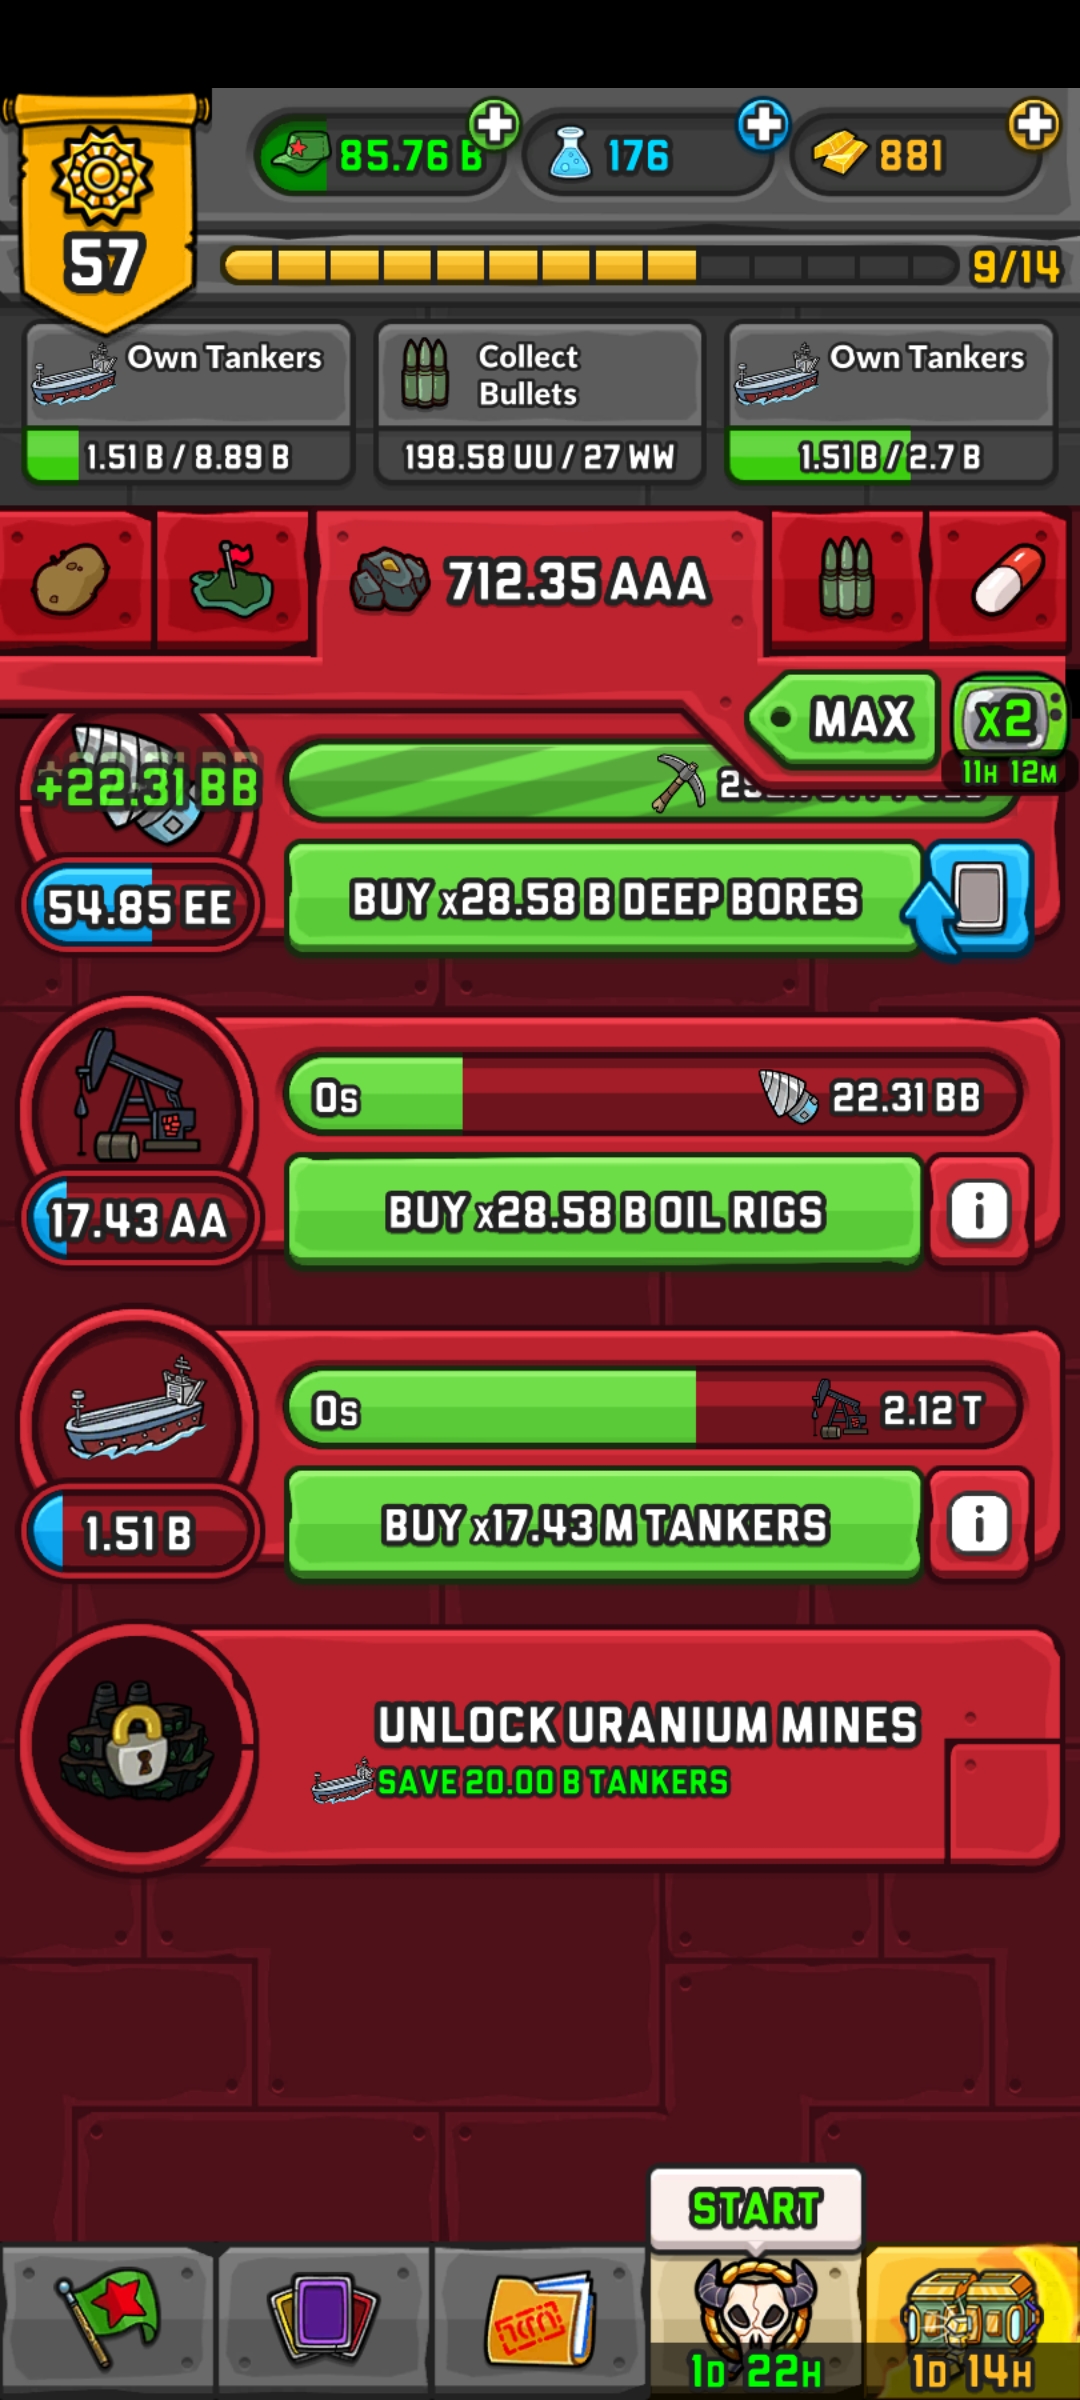 85.76 B
176
881
57
9/14
Own Tankers
1.51 B / 8.89 B
Collect
Bullets
198.58 UU / 27 WW
Own Tankers
1.51 B / 2.7 B
712.35 AAA
MAX
x2
11H 12M
+22.31 BB
54.85 EE
BUY x28.58 B DEEP BORES
0s
22.31 BB
17.43 AA
BUY x28.58 B OIL RIGS
i
0s
2.12 T
1.51 B
BUY x17.43 M TANKERS
i
UNLOCK URANIUM MINES
SAVE 20.00 B TANKERS
START
1D 22H
1D 14H